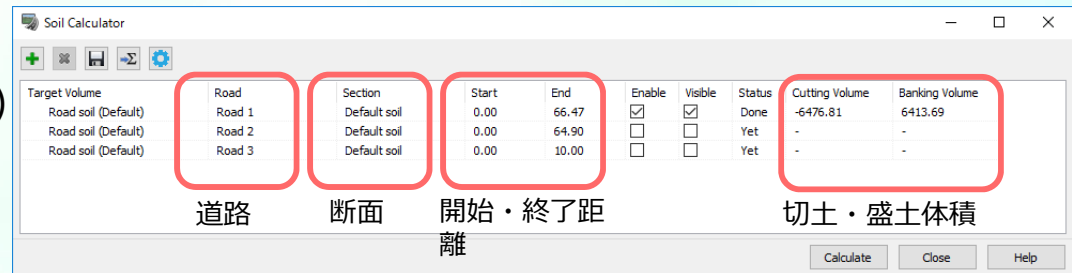 Soil Calculator
Target Volume Road Section Start End Enable Visible Status Cutting Volume Banking Volume
Road soil (Default) Road 1 Default soil 0.00 66.47 Done -6476.81 6413.69
Road soil (Default) Road 2 Default soil 0.00 64.90 Yet - -
Road soil (Default) Road 3 Default soil 0.00 10.00 Yet - -
)
道路 断面 開始・終了距 切土・盛土体積
離
Calculate Close Help